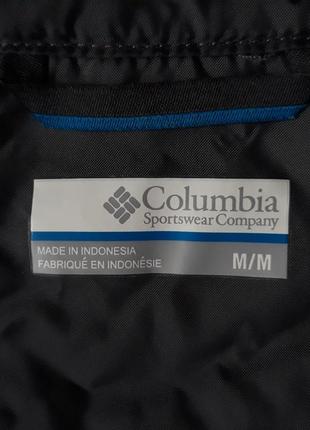 Columbia
Sportswear Company
MADE IN INDONESIA
FABRIQUÉ EN INDONÉSIE
M/M